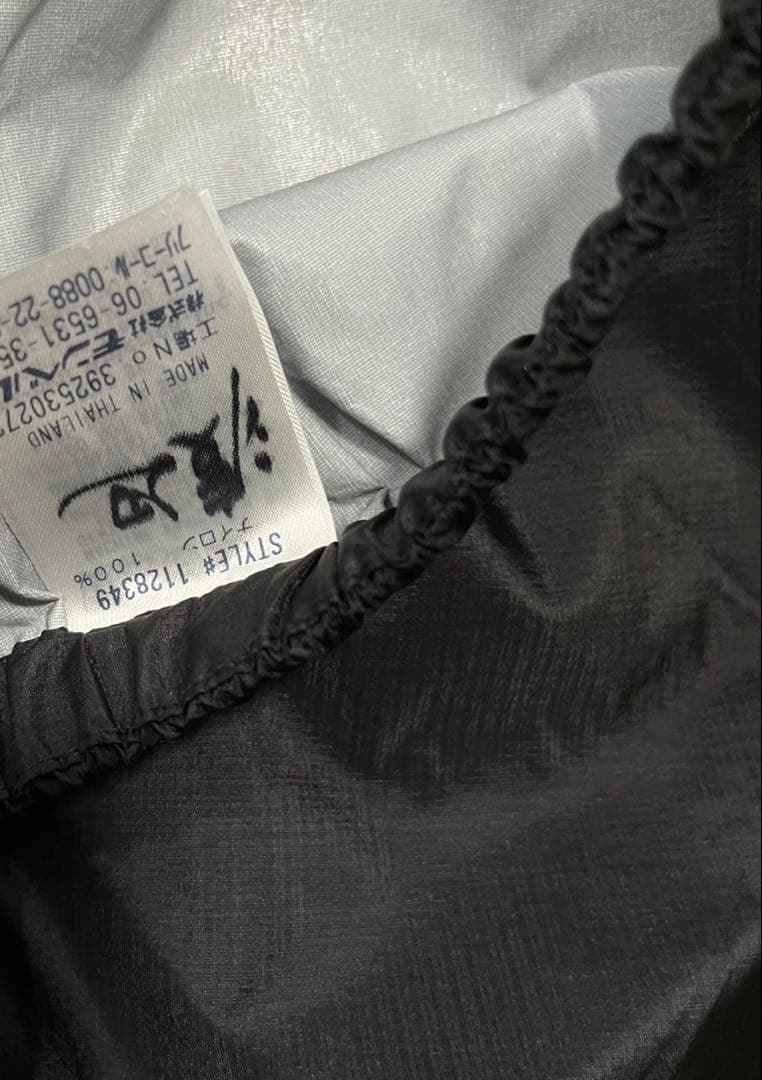 STYLE# 1128349
ナイロン 100%
MADE IN THAILAND
工場No. 39253027
株式会社モンベル
TEL: 06-6531-35
フリーコール: 0088-22-